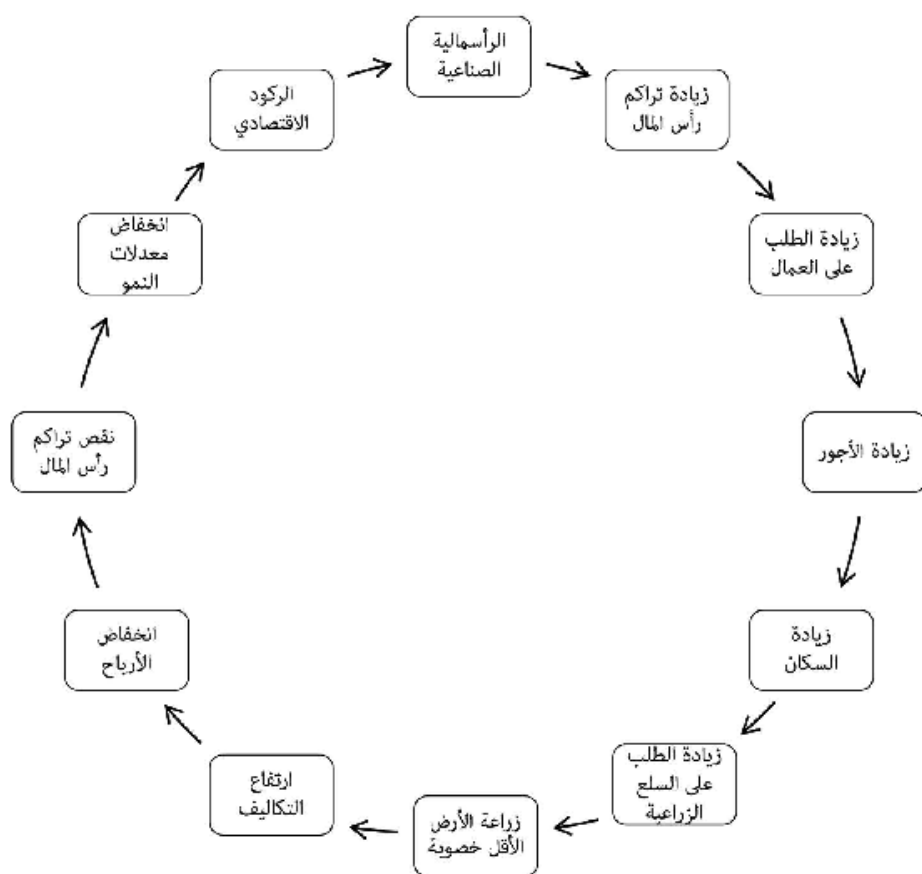 الرأسمالية
الصناعية
زيادة تراكم
رأس المال
زيادة الطلب
على العمال
زيادة الأجور
زيادة
السكان
زيادة الطلب
على السلع
الزراعية
زراعة الأرض
الأقل خصوبة
ارتفاع
التكاليف
انخفاض
الأرباح
نقص تراكم
رأس المال
انخفاض
معدلات
النمو
الركود
الاقتصادي